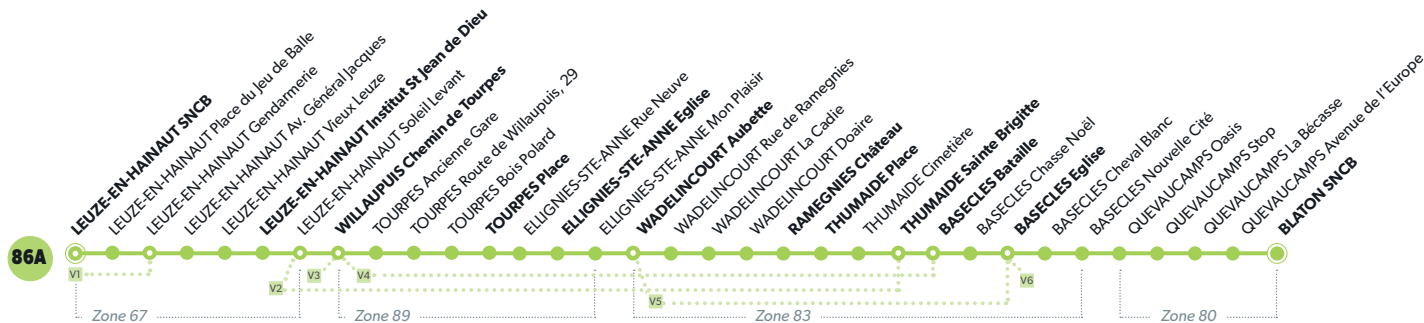 LEUZE-EN-HAINAUT SNCB
LEUZE-EN-HAINAUT Place du Jeu de Balle
LEUZE-EN-HAINAUT Gendarmerie
LEUZE-EN-HAINAUT Av. Général Jacques
LEUZE-EN-HAINAUT Vieux Leuze
LEUZE-EN-HAINAUT Institut St Jean de Dieu
LEUZE-EN-HAINAUT Soleil Levant
WILLAUPUIS Chemin de Tourpes
TOURPES Ancienne Gare
TOURPES Route de Willaupuis, 29
TOURPES Bois Polard
TOURPES Place
ELLIGNIES-STE-ANNE Rue Neuve
ELLIGNIES-STE-ANNE Eglise
ELLIGNIES-STE-ANNE Mon Plaisir
WADELINCOURT Aubette
WADELINCOURT Rue de Ramegnies
WADELINCOURT La Cadie
WADELINCOURT Doaire
RAMEGNIES Château
THUMAIDE Place
THUMAIDE Cimetière
THUMAIDE Sainte Brigitte
BASECLES Bataille
BASECLES Chasse Noël
BASECLES Eglise
BASECLES Cheval Blanc
BASECLES Nouvelle Cité
QUEVAUCAMPS Oasis
QUEVAUCAMPS Stop
QUEVAUCAMPS La Bécasse
QUEVAUCAMPS Avenue de l'Europe
BLATON SNCB
86A
V1
V2
V3
V4
V5
V6
Zone 67
Zone 89
Zone 83
Zone 80